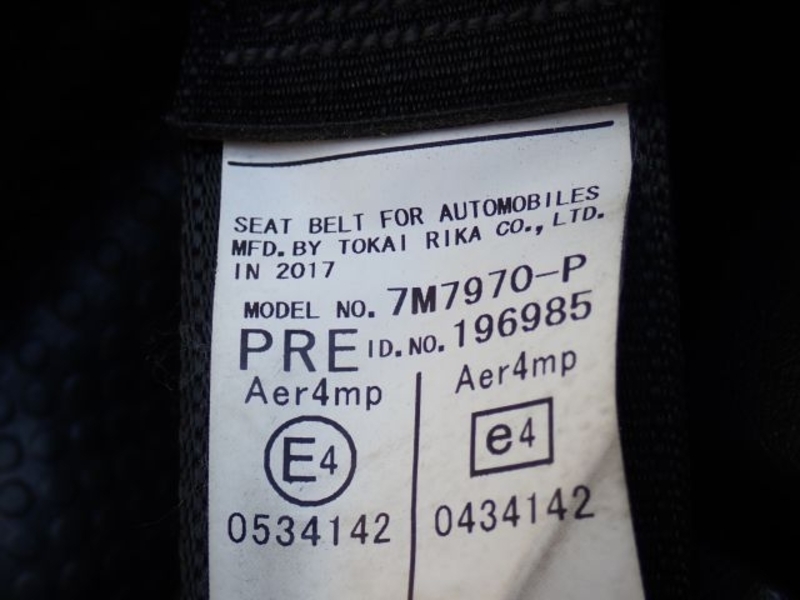 SEAT BELT FOR AUTOMOBILES
MFD. BY TOKAI RIKA CO., LTD.
IN 2017
MODEL NO. 7M7970-P
PRE ID.NO. 196985
Aer4mp Aer4mp
E4 e4
0534142 0434142